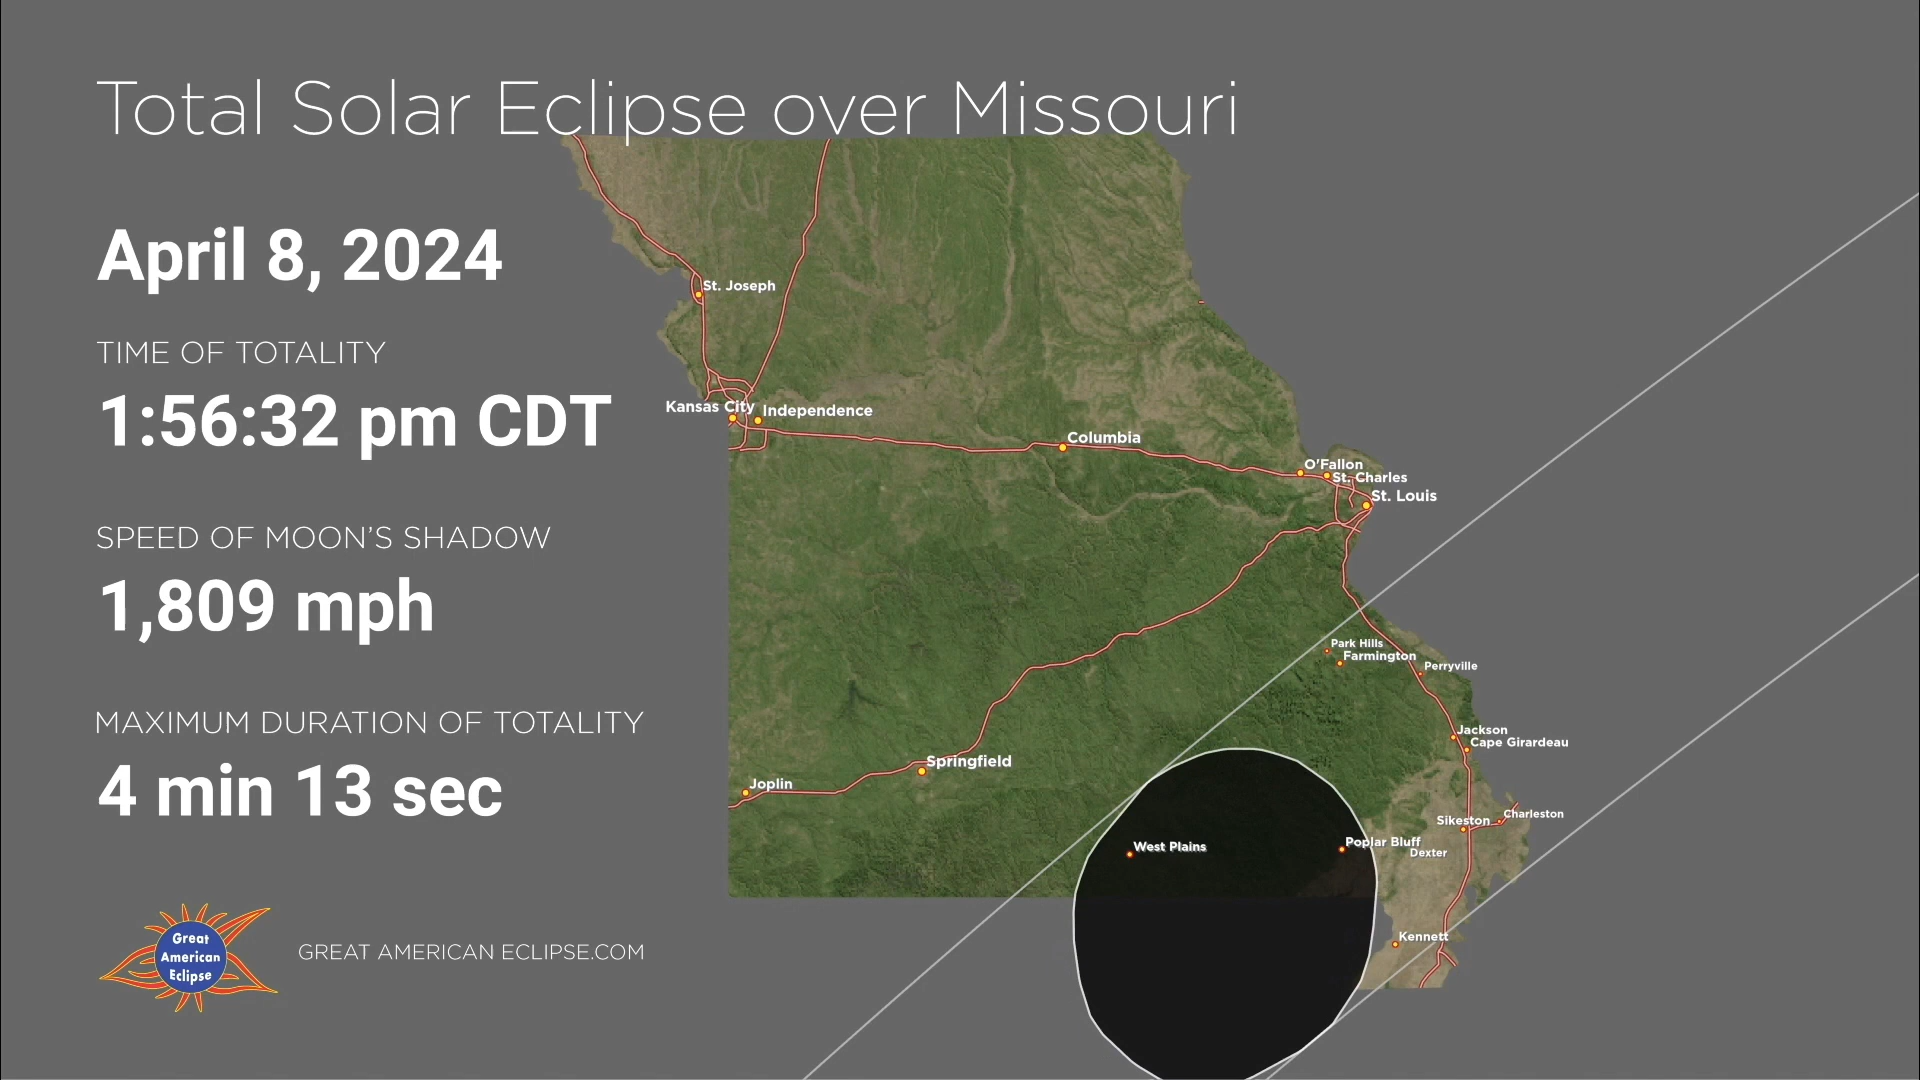 Total Solar Eclipse over Missouri
April 8, 2024
TIME OF TOTALITY
1:56:32 pm CDT
SPEED OF MOON’S SHADOW
1,809 mph
MAXIMUM DURATION OF TOTALITY
4 min 13 sec
Great
American
Eclipse
GREAT AMERICAN ECLIPSE.COM
St. Joseph
Kansas City
Independence
Columbia
O'Fallon
St. Charles
St. Louis
Park Hills
Farmington
Perryville
Jackson
Cape Girardeau
Springfield
Joplin
Charleston
Sikeston
Poplar Bluff
Dexter
West Plains
Kennett